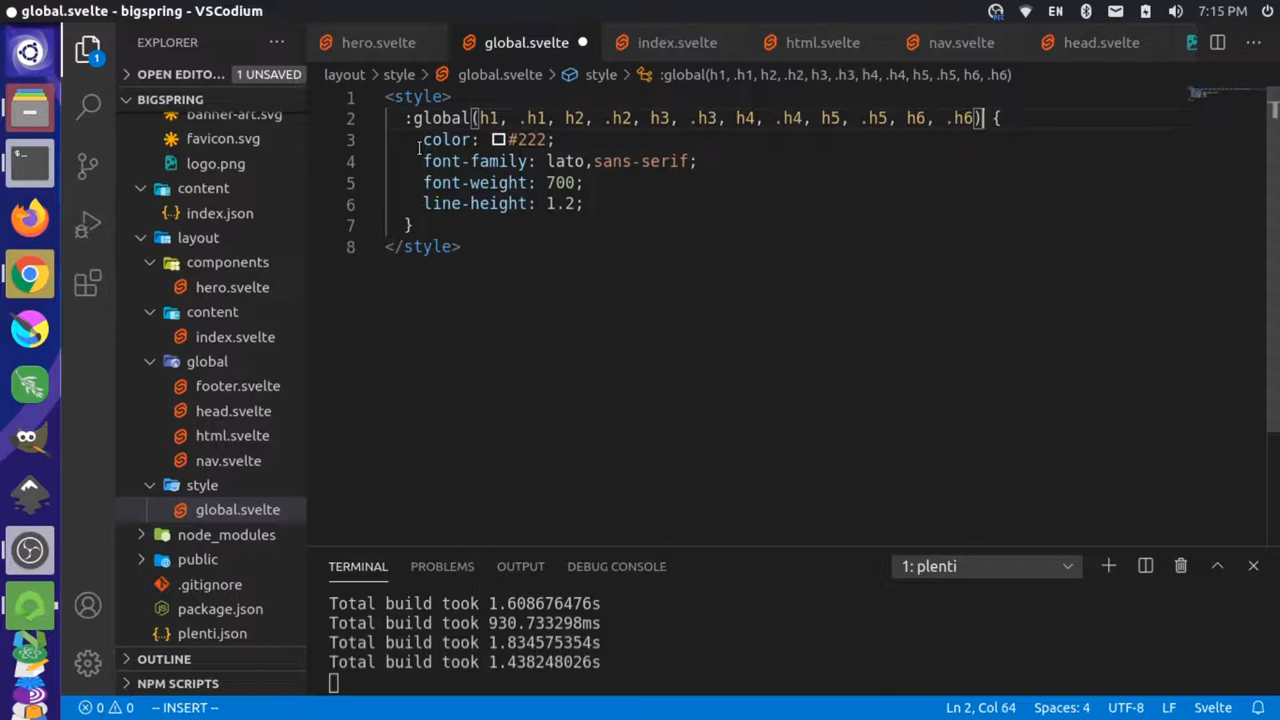 global.svelte - bigspring - VSCodium
EN
7:15 PM
EXPLORER
hero.svelte
global.svelte
index.svelte
html.svelte
nav.svelte
head.svelte
OPEN EDITO...
1 UNSAVED
layout > style > global.svelte > style > :global(h1, .h1, h2, .h2, h3, .h3, h4, .h4, h5, .h5, h6, .h6)
BIGSPRING
banner-art.svg
favicon.svg
logo.png
content
index.json
layout
components
hero.svelte
content
index.svelte
global
footer.svelte
head.svelte
html.svelte
nav.svelte
style
global.svelte
node_modules
public
.gitignore
package.json
plenti.json
OUTLINE
NPM SCRIPTS
1 <style>
2 :global(h1, .h1, h2, .h2, h3, .h3, h4, .h4, h5, .h5, h6, .h6) {
3 color: #222;
4 font-family: lato,sans-serif;
5 font-weight: 700;
6 line-height: 1.2;
7 }
8 </style>
TERMINAL PROBLEMS OUTPUT DEBUG CONSOLE
1: plenti
Total build took 1.608676476s
Total build took 930.733298ms
Total build took 1.834575354s
Total build took 1.438248026s
0 0 -- INSERT --
Ln 2, Col 64 Spaces: 4 UTF-8 LF Svelte